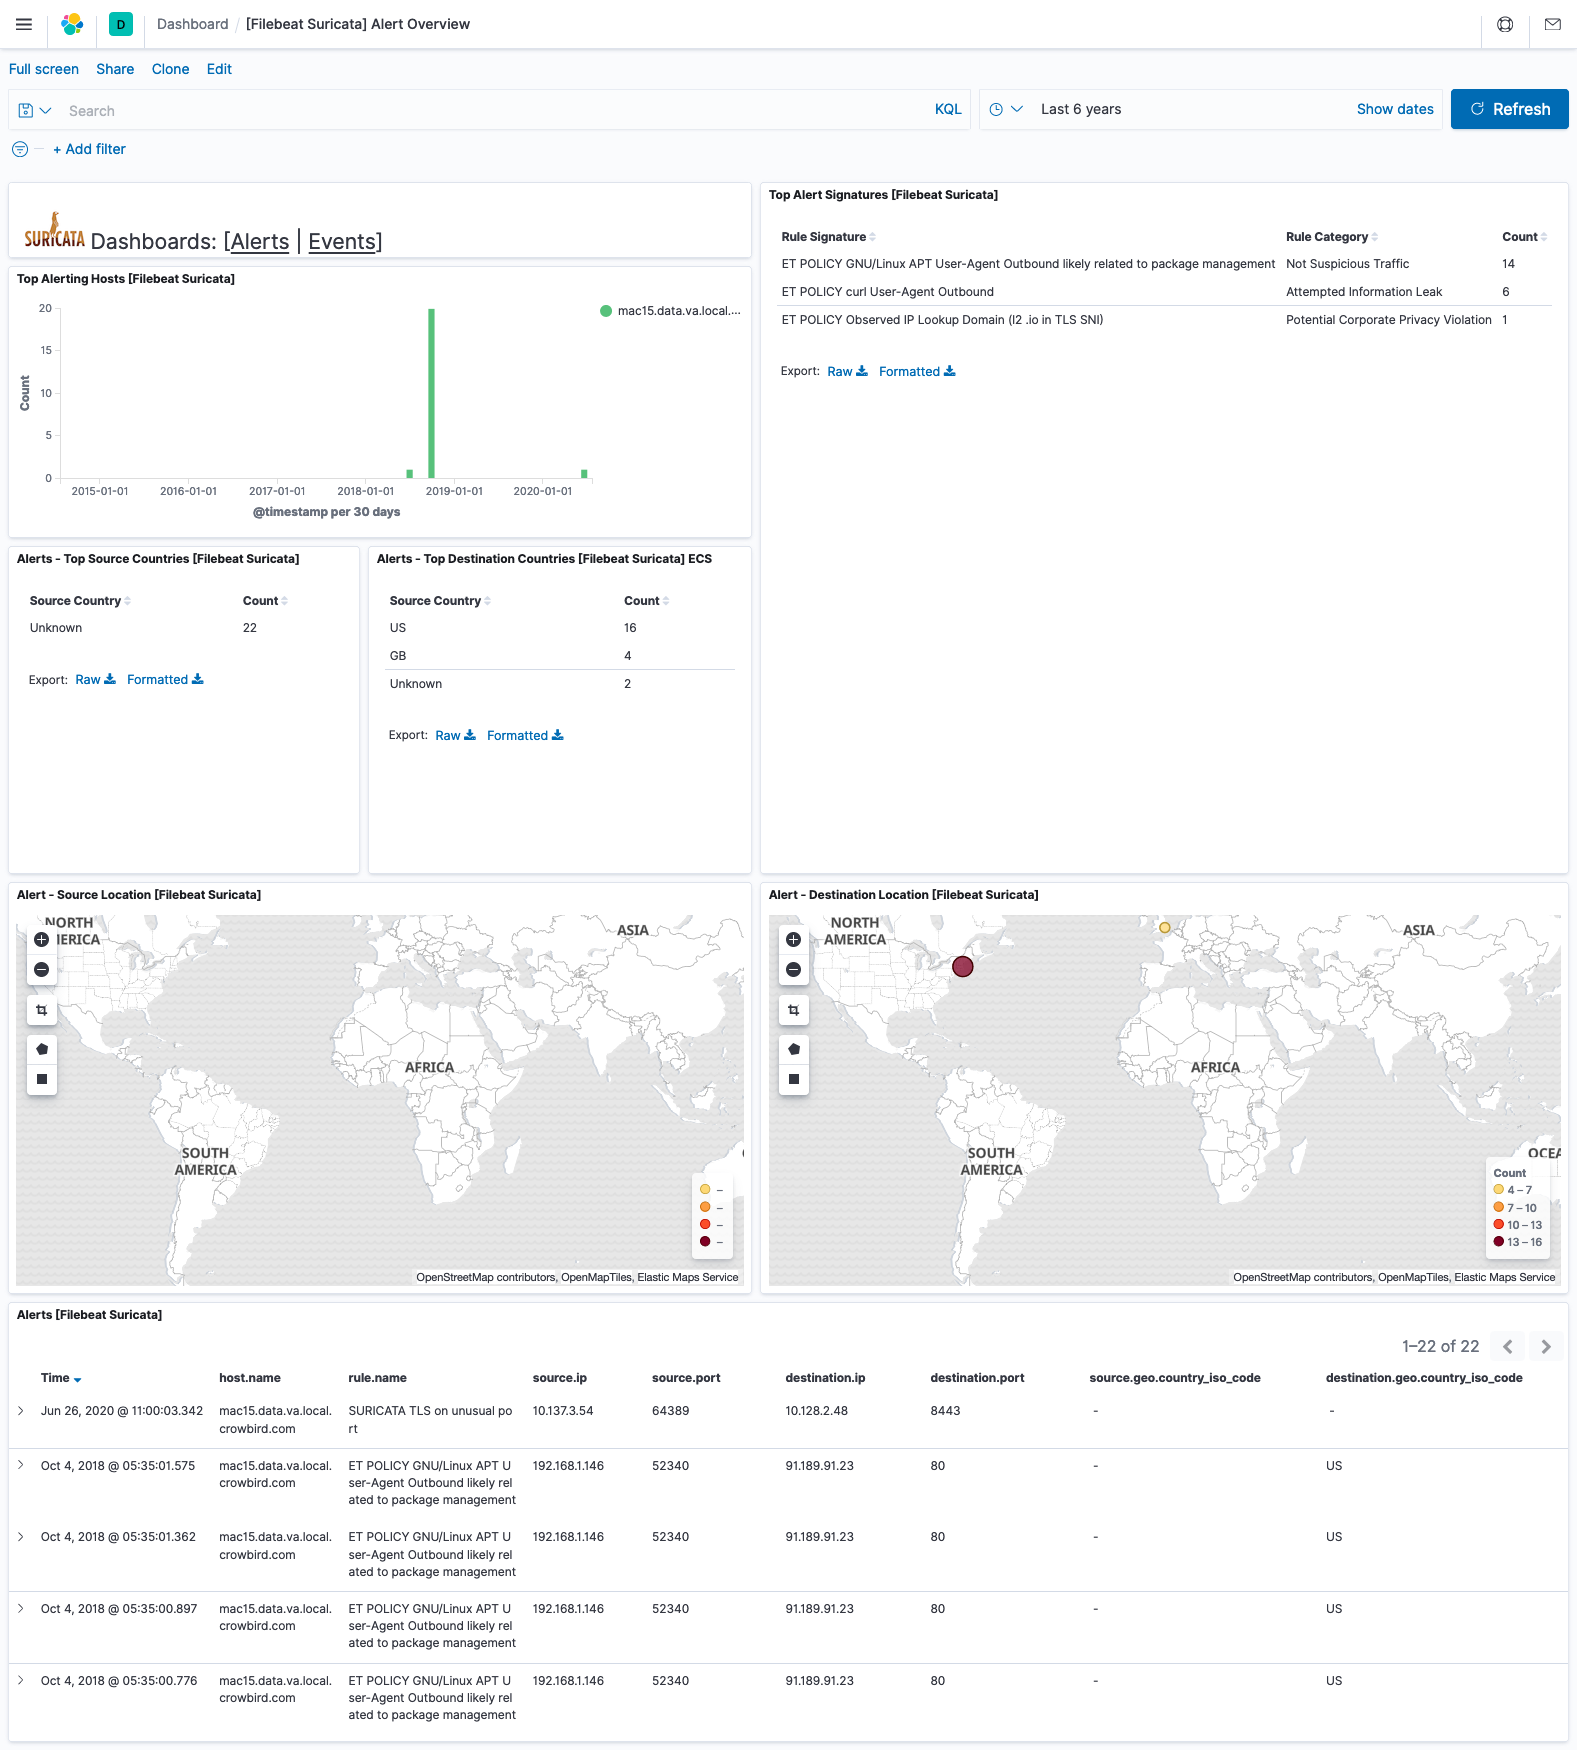 D
Dashboard / [Filebeat Suricata] Alert Overview
Full screen Share Clone Edit
Search KQL Last 6 years Show dates Refresh
+ Add filter
SURICATA Dashboards: [Alerts | Events]
Top Alerting Hosts [Filebeat Suricata]
20
15
10
5
0
Count
2015-01-01 2016-01-01 2017-01-01 2018-01-01 2019-01-01 2020-01-01
@timestamp per 30 days
mac15.data.va.local....
Top Alert Signatures [Filebeat Suricata]
Rule Signature Rule Category Count
ET POLICY GNU/Linux APT User-Agent Outbound likely related to package management Not Suspicious Traffic 14
ET POLICY curl User-Agent Outbound Attempted Information Leak 6
ET POLICY Observed IP Lookup Domain (l2 .io in TLS SNI) Potential Corporate Privacy Violation 1
Export: Raw Formatted
Alerts - Top Source Countries [Filebeat Suricata]
Source Country Count
Unknown 22
Export: Raw Formatted
Alerts - Top Destination Countries [Filebeat Suricata] ECS
Source Country Count
US 16
GB 4
Unknown 2
Export: Raw Formatted
Alert - Source Location [Filebeat Suricata]
NORTH
MERICA
ASIA
AFRICA
SOUTH
AMERICA
–
–
–
–
OpenStreetMap contributors, OpenMapTiles, Elastic Maps Service
Alert - Destination Location [Filebeat Suricata]
NORTH
AMERICA
ASIA
AFRICA
SOUTH
AMERICA
OCEA
Count
4 – 7
7 – 10
10 – 13
13 – 16
OpenStreetMap contributors, OpenMapTiles, Elastic Maps Service
Alerts [Filebeat Suricata]
1–22 of 22
Time host.name rule.name source.ip source.port destination.ip destination.port source.geo.country_iso_code destination.geo.country_iso_code
Jun 26, 2020 @ 11:00:03.342 mac15.data.va.local. SURICATA TLS on unusual po 10.137.3.54 64389 10.128.2.48 8443 - -
crowbird.com rt
Oct 4, 2018 @ 05:35:01.575 mac15.data.va.local. ET POLICY GNU/Linux APT U 192.168.1.146 52340 91.189.91.23 80 - US
crowbird.com ser-Agent Outbound likely rel
ated to package management
Oct 4, 2018 @ 05:35:01.362 mac15.data.va.local. ET POLICY GNU/Linux APT U 192.168.1.146 52340 91.189.91.23 80 - US
crowbird.com ser-Agent Outbound likely rel
ated to package management
Oct 4, 2018 @ 05:35:00.897 mac15.data.va.local. ET POLICY GNU/Linux APT U 192.168.1.146 52340 91.189.91.23 80 - US
crowbird.com ser-Agent Outbound likely rel
ated to package management
Oct 4, 2018 @ 05:35:00.776 mac15.data.va.local. ET POLICY GNU/Linux APT U 192.168.1.146 52340 91.189.91.23 80 - US
crowbird.com ser-Agent Outbound likely rel
ated to package management